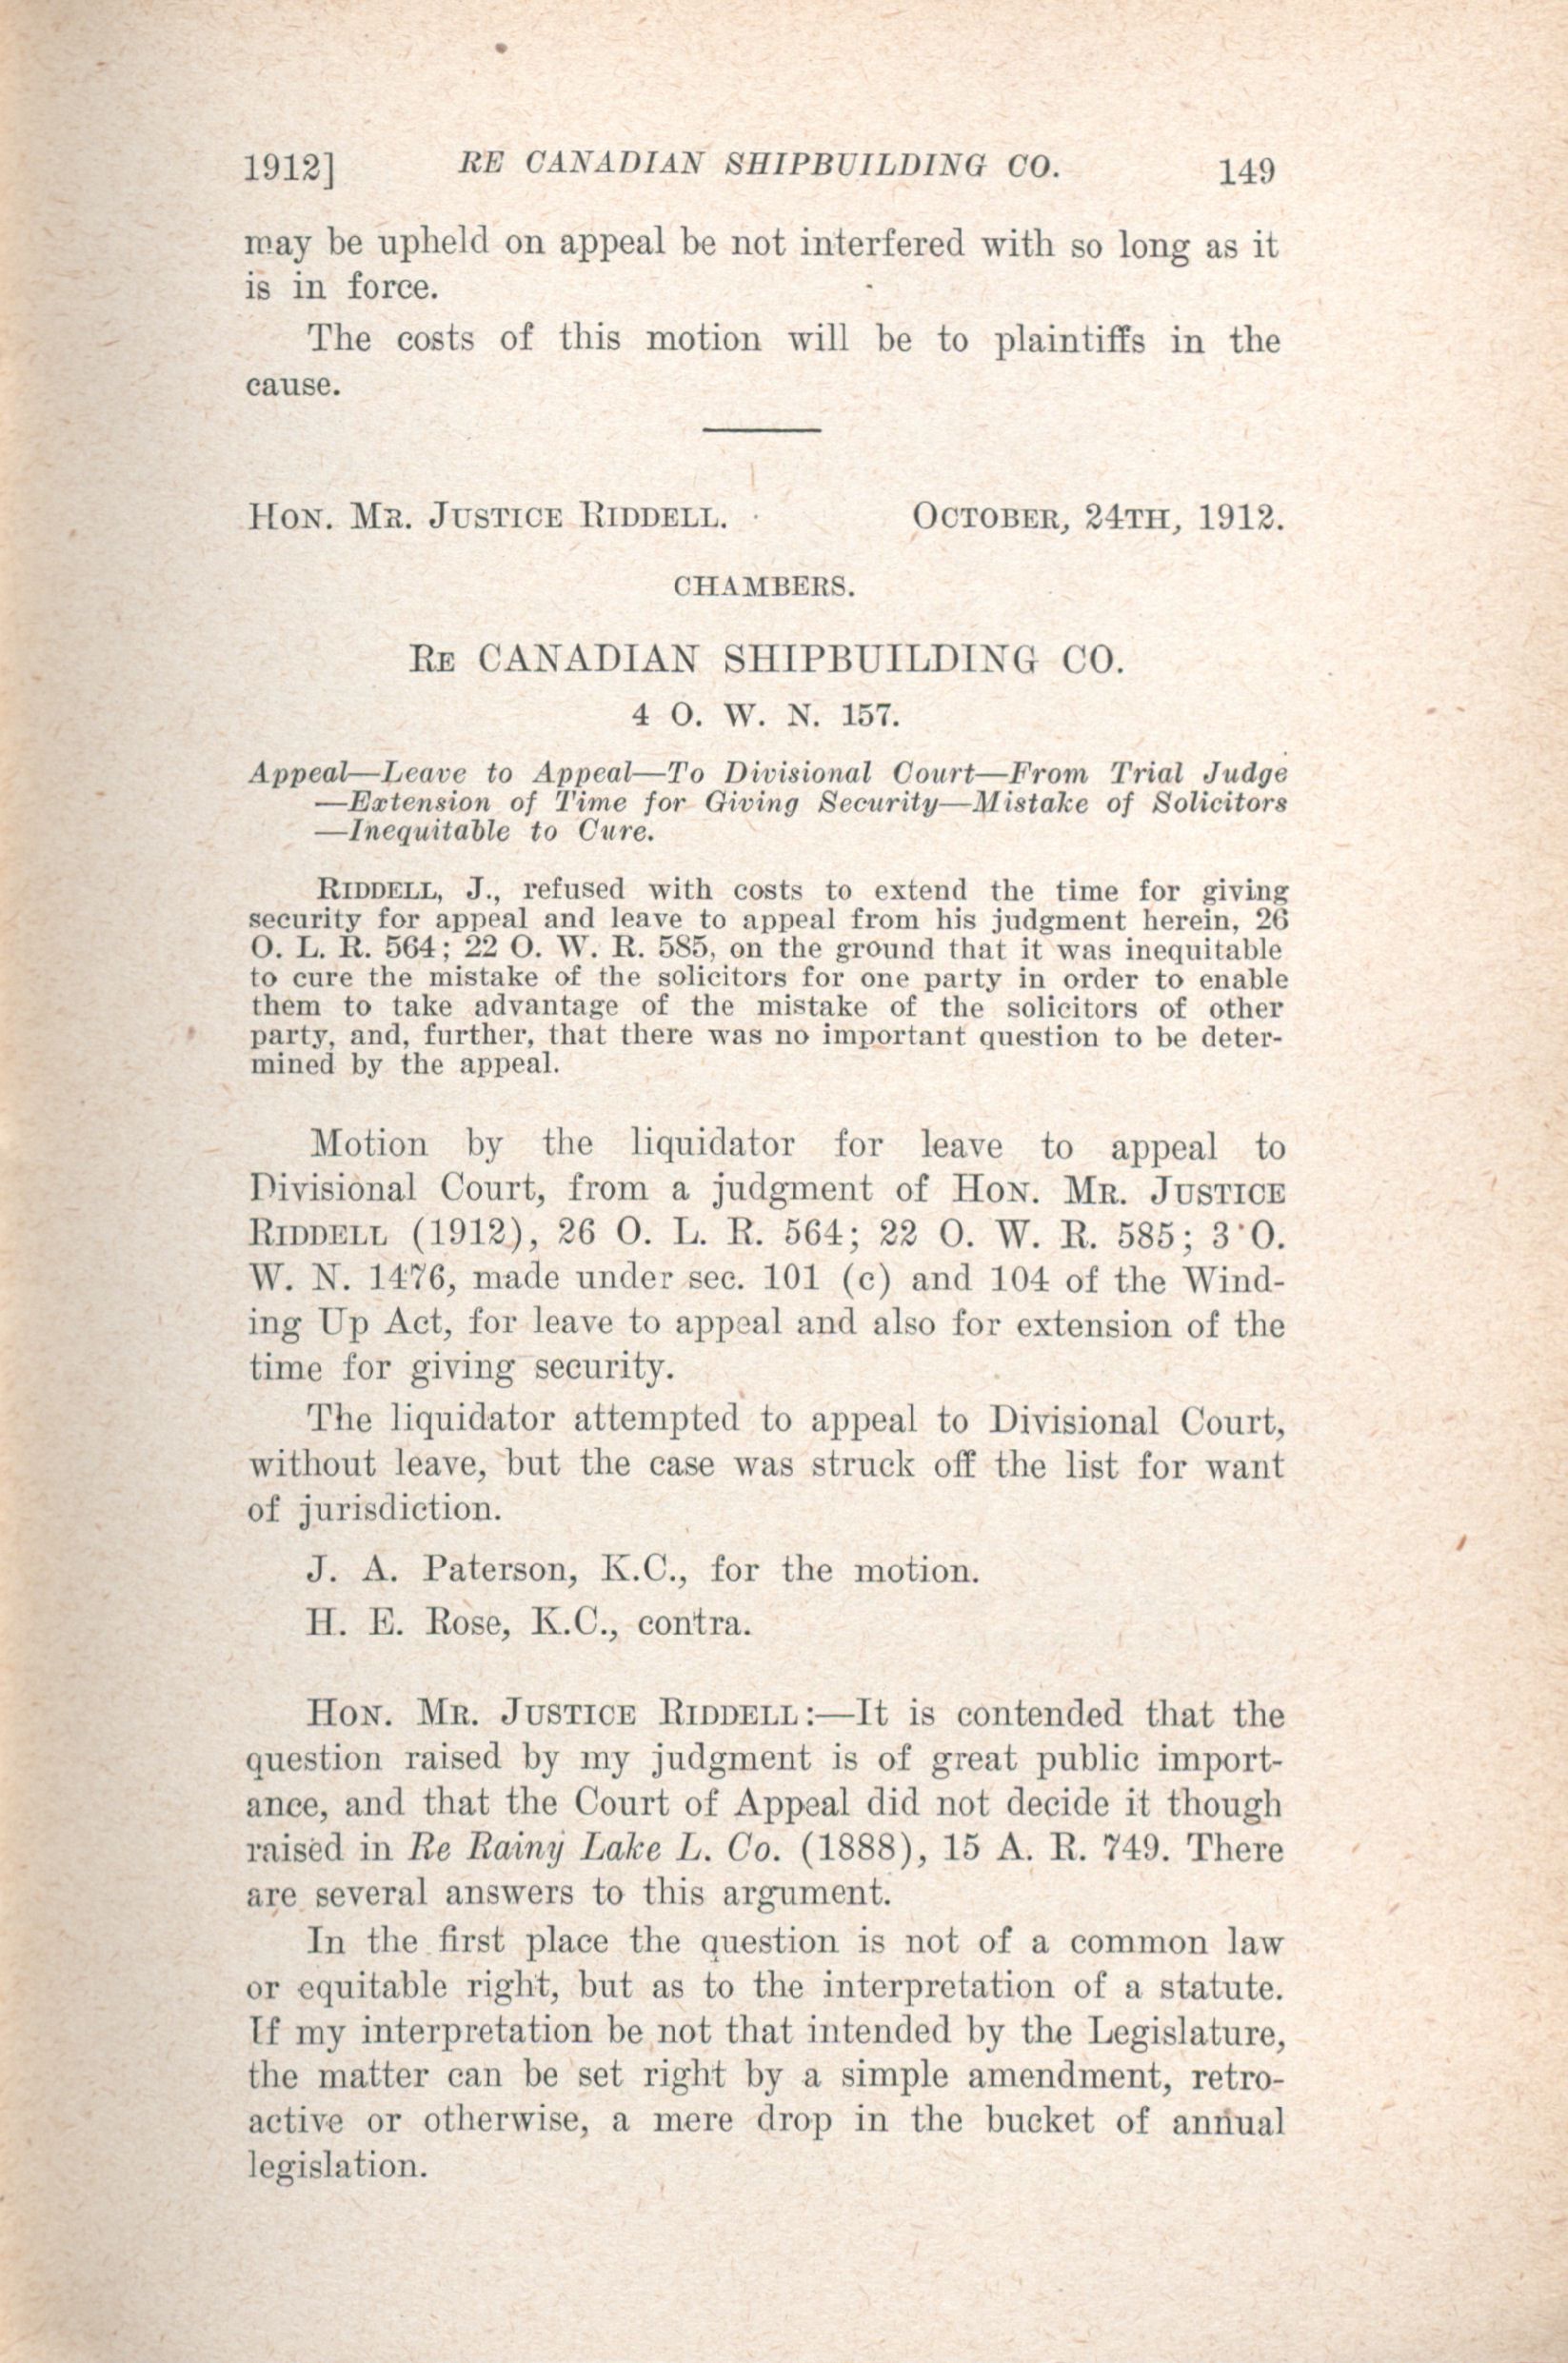 1912] RE CANADIAN SHIPBUILDING CO. 149
may be upheld on appeal be not interfered with so long as it
is in force.
The costs of this motion will be to plaintiffs in the
cause.
HON. MR. JUSTICE RIDDELL. OCTOBER, 24TH, 1912.
CHAMBERS.
RE CANADIAN SHIPBUILDING CO.
4 O. W. N. 157.
Appeal—Leave to Appeal—To Divisional Court—From Trial Judge
—Extension of Time for Giving Security—Mistake of Solicitors
—Inequitable to Cure.
RIDDELL, J., refused with costs to extend the time for giving
security for appeal and leave to appeal from his judgment herein, 26
O. L. R. 564; 22 O. W. R. 585, on the ground that it was inequitable
to cure the mistake of the solicitors for one party in order to enable
them to take advantage of the mistake of the solicitors of other
party, and, further, that there was no important question to be deter-
mined by the appeal.
Motion by the liquidator for leave to appeal to
Divisional Court, from a judgment of HON. MR. JUSTICE
RIDDELL (1912), 26 O. L. R. 564; 22 O. W. R. 585; 3 O.
W. N. 1476, made under sec. 101 (c) and 104 of the Wind-
ing Up Act, for leave to appeal and also for extension of the
time for giving security.
The liquidator attempted to appeal to Divisional Court,
without leave, but the case was struck off the list for want
of jurisdiction.
J. A. Paterson, K.C., for the motion.
H. E. Rose, K.C., contra.
HON. MR. JUSTICE RIDDELL:—It is contended that the
question raised by my judgment is of great public import-
ance, and that the Court of Appeal did not decide it though
raised in Re Rainy Lake L. Co. (1888), 15 A. R. 749. There
are several answers to this argument.
In the first place the question is not of a common law
or equitable right, but as to the interpretation of a statute.
If my interpretation be not that intended by the Legislature,
the matter can be set right by a simple amendment, retro-
active or otherwise, a mere drop in the bucket of annual
legislation.